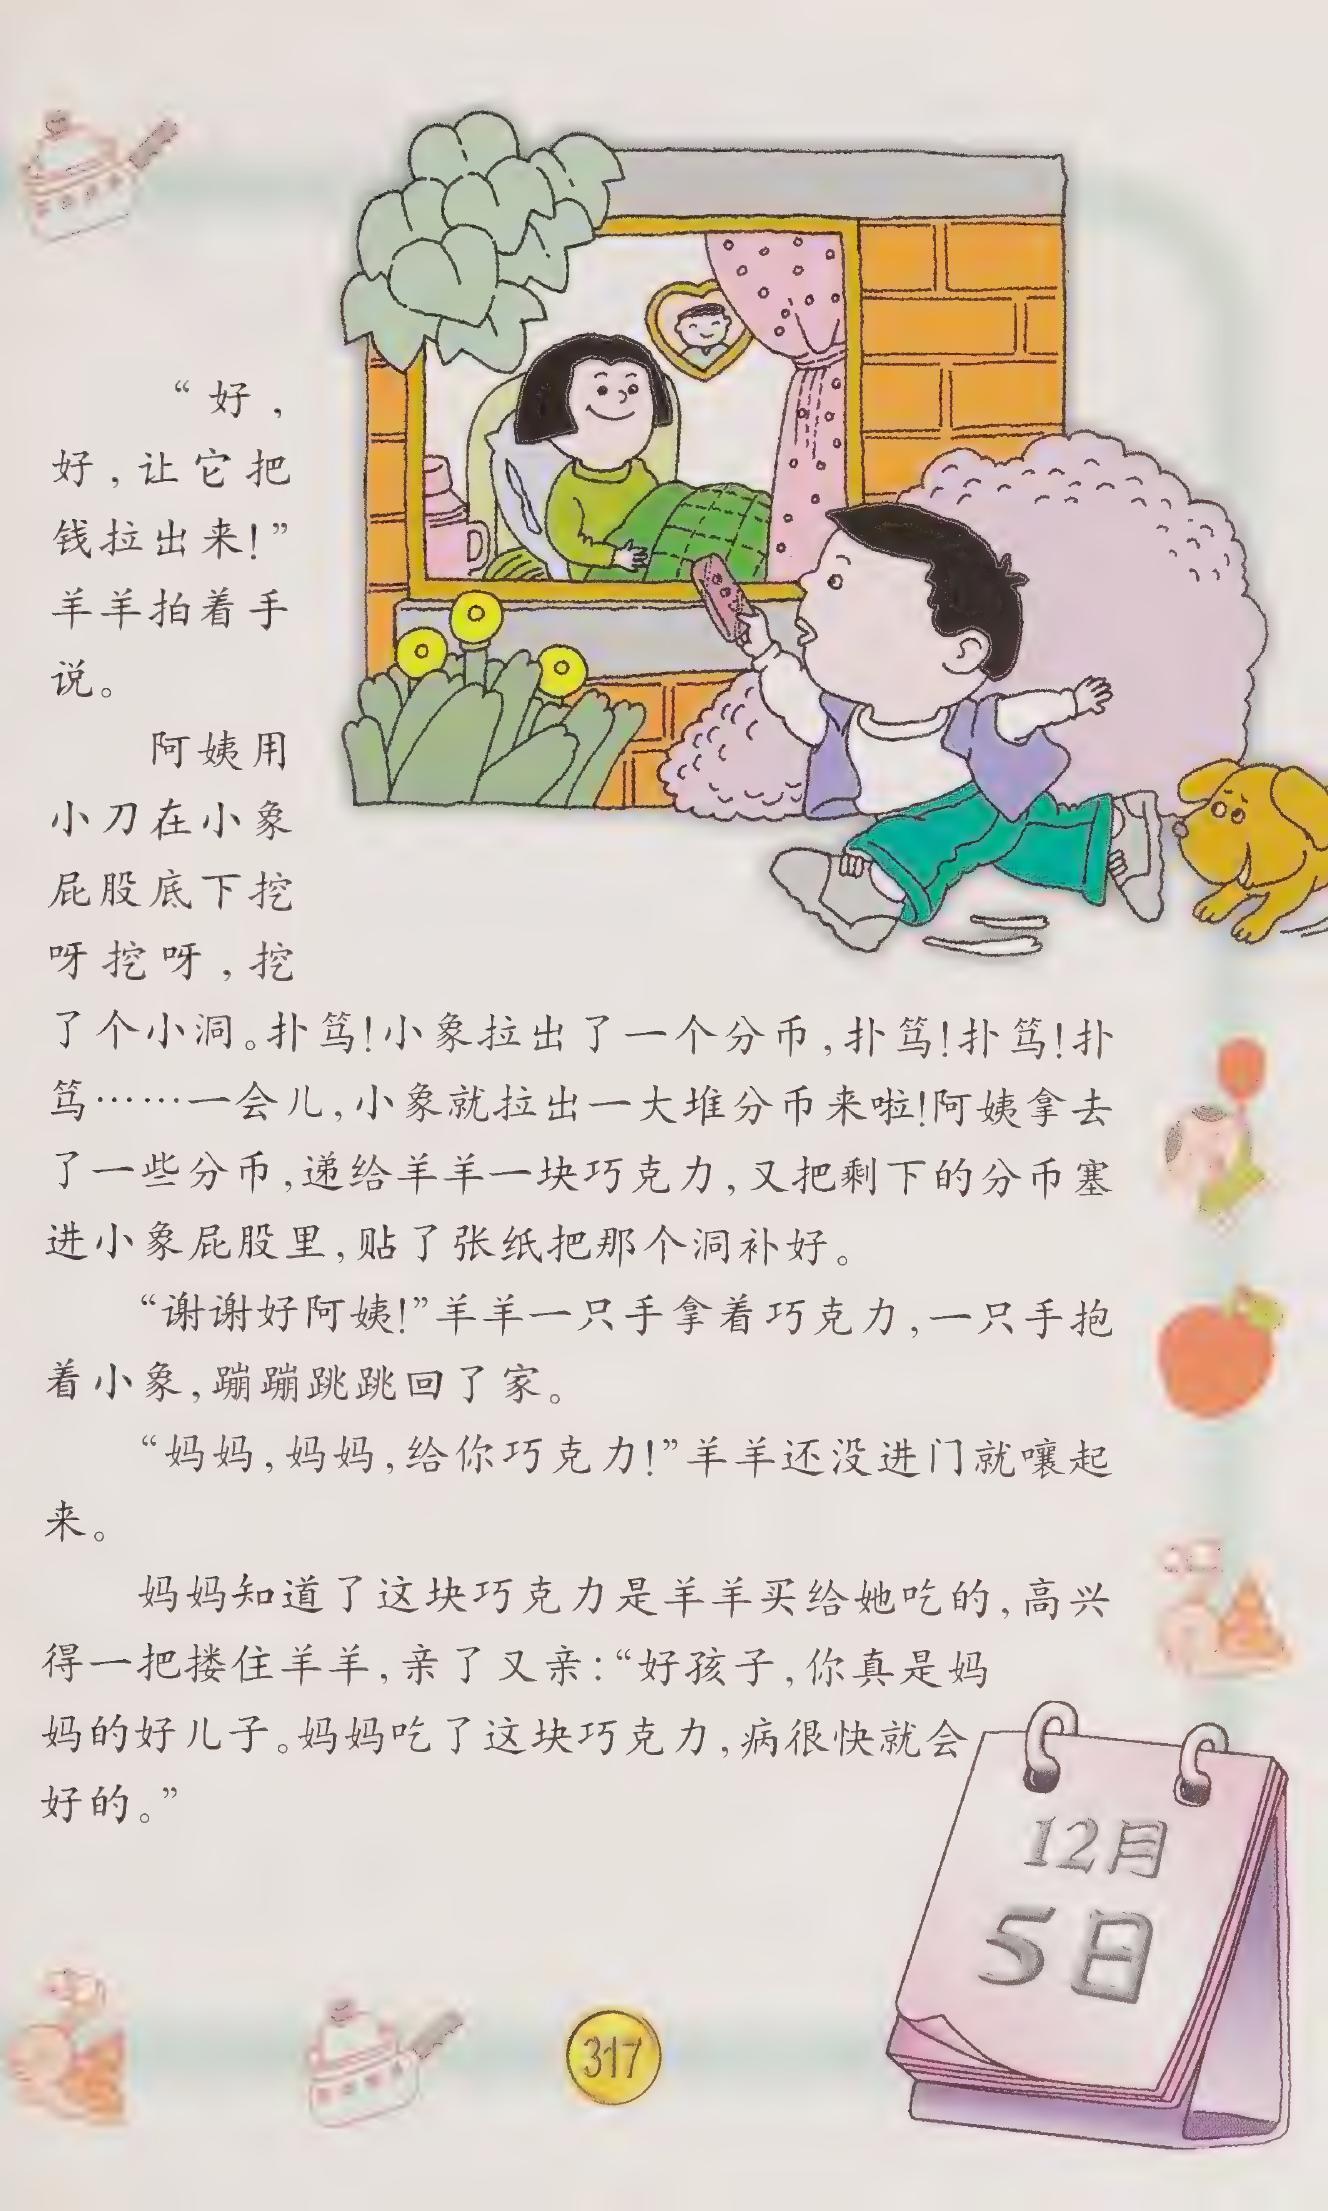 “好，
好，让它把
钱拉出来！”
羊羊拍着手
说。
阿姨用
小刀在小象
屁股底下挖
呀挖呀，挖
了个小洞。扑笃！小象拉出了一个分币，扑笃！扑笃！扑
笃……一会儿，小象就拉出一大堆分币来啦！阿姨拿去
了一些分币，递给羊羊一块巧克力，又把剩下的分币塞
进小象屁股里，贴了张纸把那个洞补好。
“谢谢好阿姨！”羊羊一只手拿着巧克力，一只手抱
着小象，蹦蹦跳跳回了家。
“妈妈，妈妈，给你巧克力！”羊羊还没进门就嚷起
来。
妈妈知道了这块巧克力是羊羊买给她吃的，高兴
得一把搂住羊羊，亲了又亲：“好孩子，你真是妈
妈的好儿子。妈妈吃了这块巧克力，病很快就会
好的。”
12月
5日
317